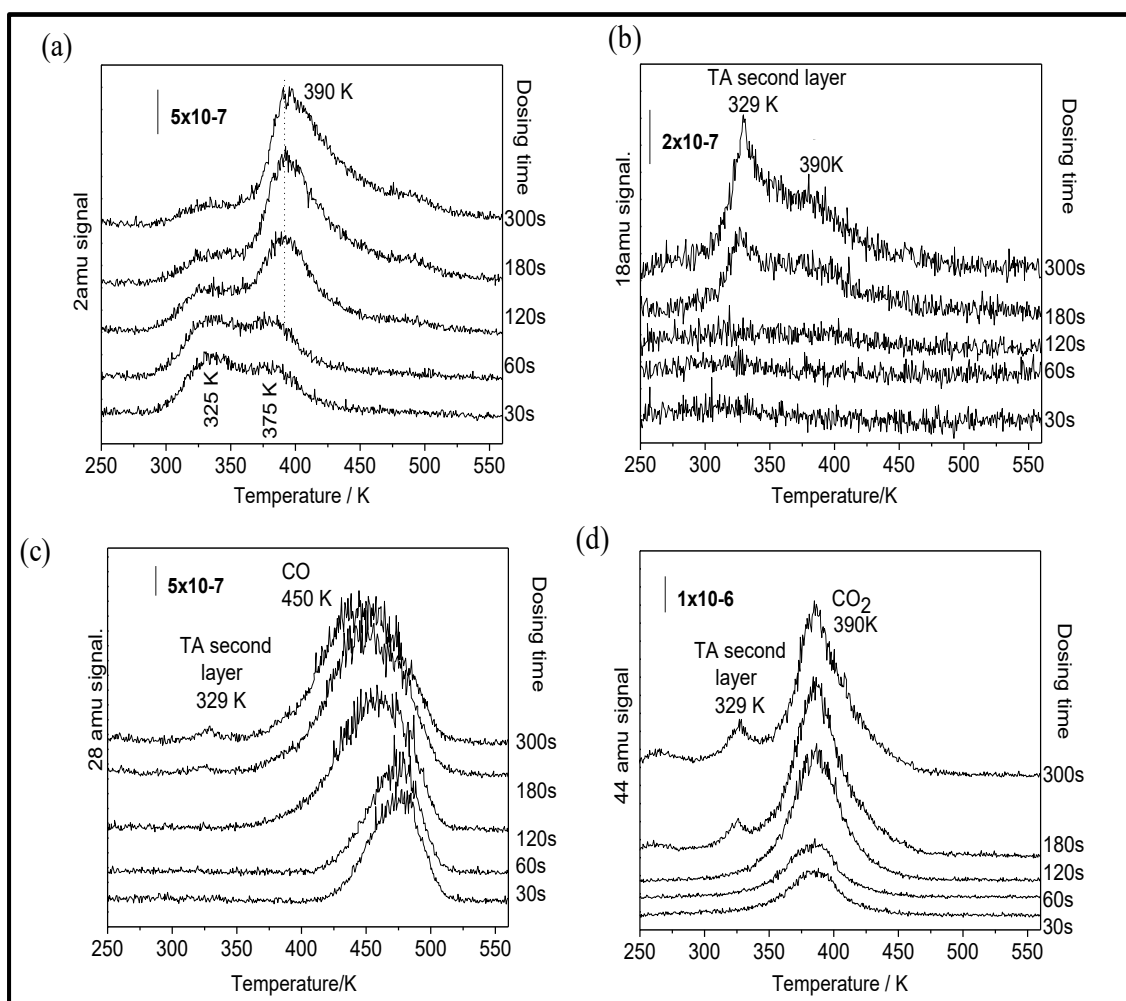 (a)
2amu signal
5x10-7
390 K
Dosing time
300s
180s
120s
60s
30s
325 K
375 K
250 300 350 400 450 500 550
Temperature / K
(b)
18amu signal.
TA second layer
329 K
2x10-7
390K
Dosing time
300s
180s
120s
60s
30s
250 300 350 400 450 500 550
Temperature/K
(c)
28 amu signal.
5x10-7
CO
450 K
TA second
layer
329 K
Dosing time
300s
180s
120s
60s
30s
250 300 350 400 450 500 550
Temperature/K
(d)
44 amu signal
1x10-6
CO2
390K
TA second
layer
329 K
Dosing time
300s
180s
120s
60s
30s
250 300 350 400 450 500 550
Temperature/K